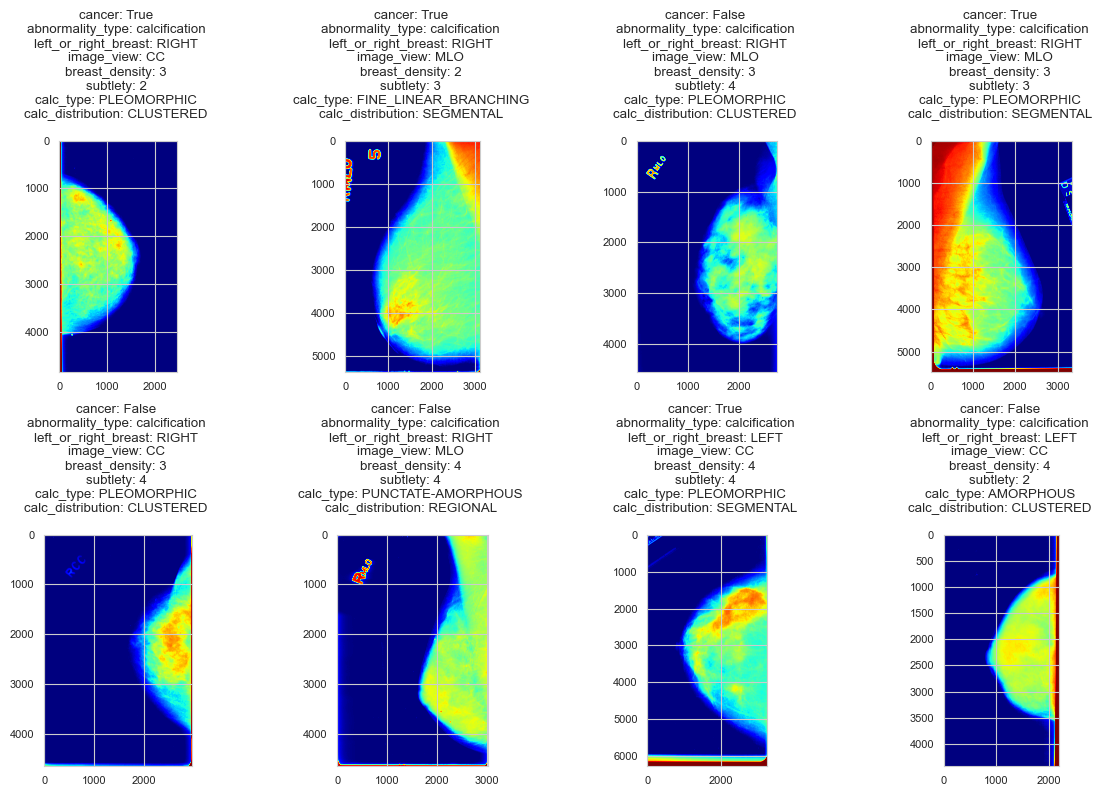 cancer: True
abnormality_type: calcification
left_or_right_breast: RIGHT
image_view: CC
breast_density: 3
subtlety: 2
calc_type: PLEOMORPHIC
calc_distribution: CLUSTERED
0
1000
2000
3000
4000
0 2000
cancer: True
abnormality_type: calcification
left_or_right_breast: RIGHT
image_view: MLO
breast_density: 2
subtlety: 3
calc_type: FINE_LINEAR_BRANCHING
calc_distribution: SEGMENTAL
0
1000
2000
3000
4000
5000
0 1000 2000 3000
S
cancer: False
abnormality_type: calcification
left_or_right_breast: RIGHT
image_view: MLO
breast_density: 3
subtlety: 4
calc_type: PLEOMORPHIC
calc_distribution: CLUSTERED
0
1000
2000
3000
4000
0 1000 2000
RMLO
cancer: True
abnormality_type: calcification
left_or_right_breast: RIGHT
image_view: MLO
breast_density: 3
subtlety: 3
calc_type: PLEOMORPHIC
calc_distribution: SEGMENTAL
0
1000
2000
3000
4000
5000
0 1000 2000 3000
cancer: False
abnormality_type: calcification
left_or_right_breast: RIGHT
image_view: CC
breast_density: 3
subtlety: 4
calc_type: PLEOMORPHIC
calc_distribution: CLUSTERED
0
1000
2000
3000
4000
0 1000 2000
RCC
cancer: False
abnormality_type: calcification
left_or_right_breast: RIGHT
image_view: MLO
breast_density: 4
subtlety: 4
calc_type: PUNCTATE-AMORPHOUS
calc_distribution: REGIONAL
0
1000
2000
3000
4000
0 1000 2000 3000
RMLO
cancer: True
abnormality_type: calcification
left_or_right_breast: LEFT
image_view: CC
breast_density: 4
subtlety: 4
calc_type: PLEOMORPHIC
calc_distribution: SEGMENTAL
0
1000
2000
3000
4000
5000
6000
0 2000
cancer: False
abnormality_type: calcification
left_or_right_breast: LEFT
image_view: CC
breast_density: 4
subtlety: 2
calc_type: AMORPHOUS
calc_distribution: CLUSTERED
0
500
1000
1500
2000
2500
3000
3500
4000
0 1000 2000